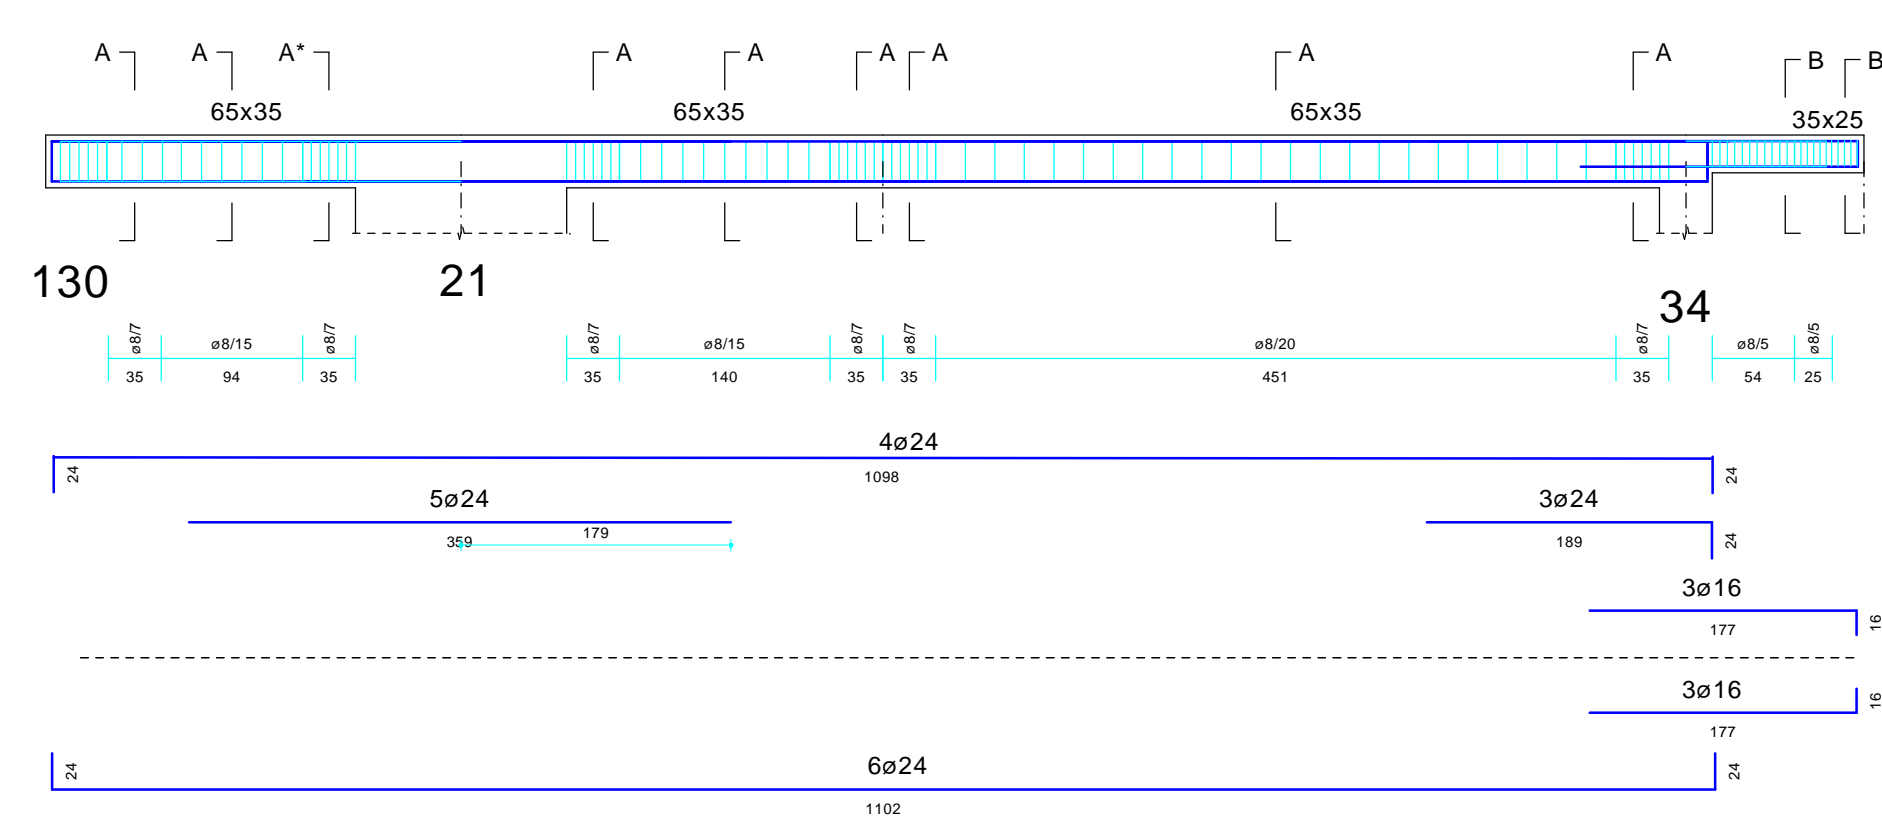 A A A* A A A A A A B B
65x35 65x35 65x35 35x25
130 21 34
ø8/7 ø8/15 ø8/7 ø8/7 ø8/15 ø8/7 ø8/7 ø8/20 ø8/7 ø8/5 ø8/5
35 94 35 35 140 35 35 451 35 54 25
4ø24
24 1098 24
5ø24 3ø24
359 179 189 24
3ø16
177 16
3ø16
177 16
6ø24
24 1102 24